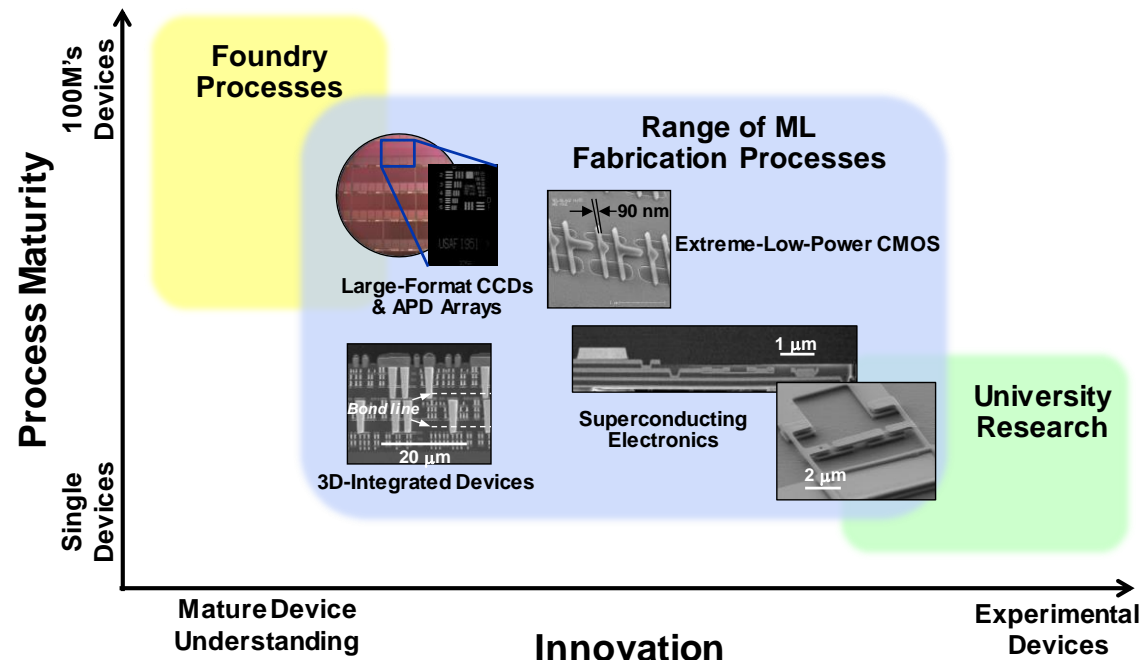 Process Maturity
100M's
Devices
Single
Devices
Foundry
Processes
Range of ML
Fabrication Processes
USAF 1951
Large-Format CCDs
& APD Arrays
90 nm
Extreme-Low-Power CMOS
Bond line
20 μm
3D-Integrated Devices
1 μm
Superconducting
Electronics
2 μm
University
Research
Mature Device
Understanding
Innovation
Experimental
Devices